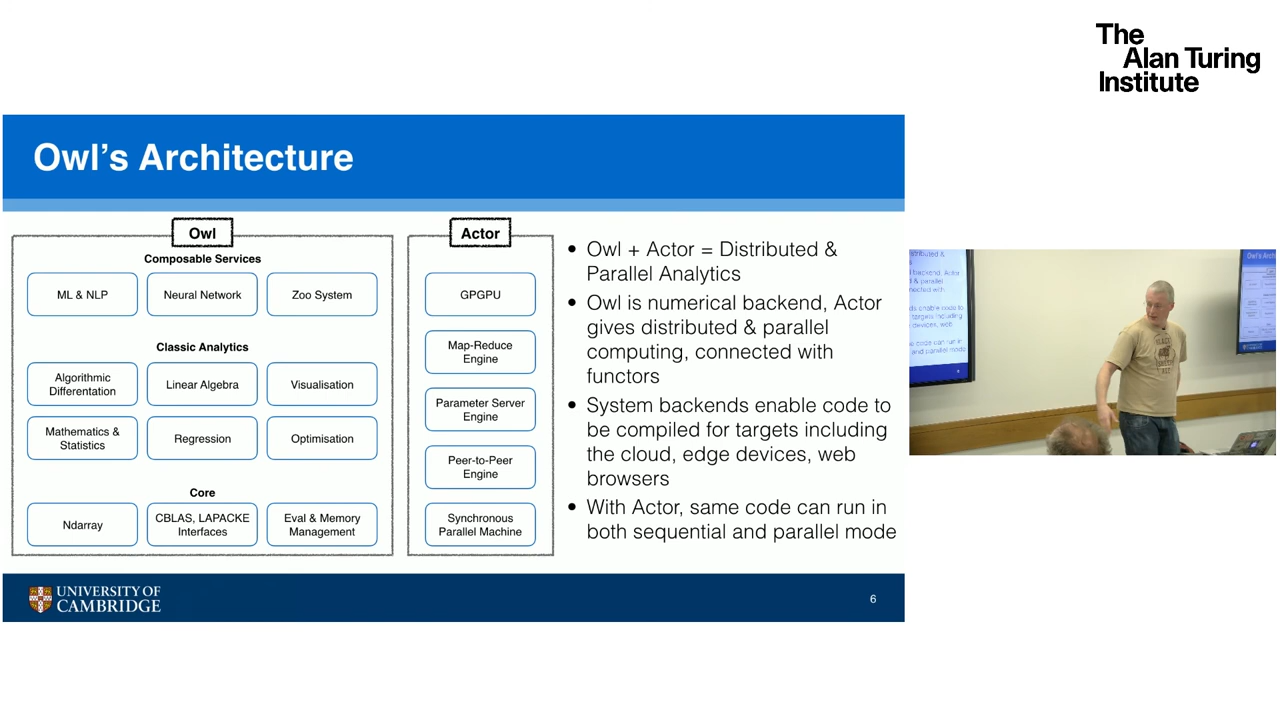 The
Alan Turing
Institute
Owl's Architecture
Owl
Composable Services
ML & NLP
Neural Network
Zoo System
Classic Analytics
Algorithmic
Differentation
Linear Algebra
Visualisation
Mathematics &
Statistics
Regression
Optimisation
Core
Ndarray
CBLAS, LAPACKE
Interfaces
Eval & Memory
Management
Actor
GPGPU
Map-Reduce
Engine
Parameter Server
Engine
Peer-to-Peer
Engine
Synchronous
Parallel Machine
• Owl + Actor = Distributed &
Parallel Analytics
• Owl is numerical backend, Actor
gives distributed & parallel
computing, connected with
functors
• System backends enable code to
be compiled for targets including
the cloud, edge devices, web
browsers
• With Actor, same code can run in
both sequential and parallel mode
UNIVERSITY OF
CAMBRIDGE
6